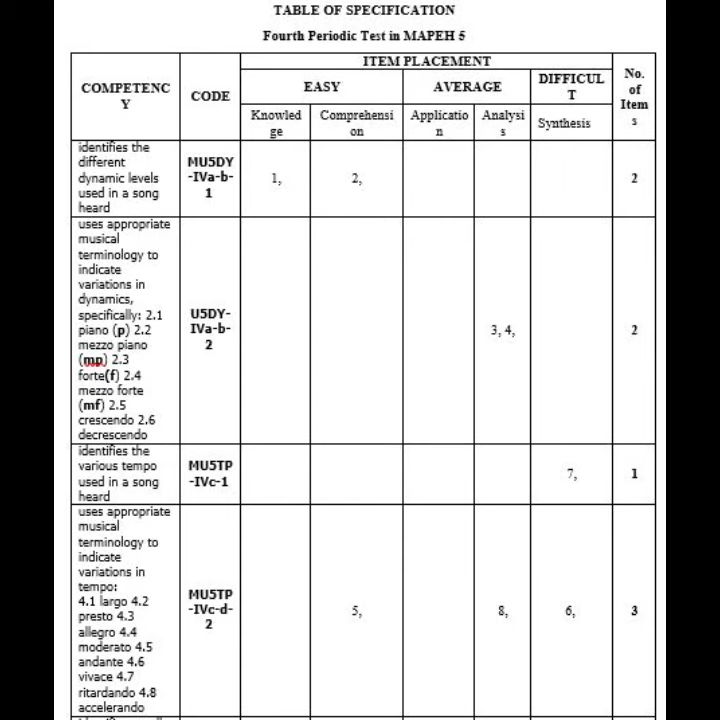 TABLE OF SPECIFICATION
Fourth Periodic Test in MAPEH 5
COMPETENC
Y
CODE
ITEM PLACEMENT
EASY
AVERAGE
DIFFICUL
T
No.
of
Item
s
Knowled
ge
Comprehensi
on
Applicatio
n
Analysi
s
Synthesis
identifies the
different
dynamic levels
used in a song
heard
MU5DY
-IVa-b-
1
1,
2,
2
uses appropriate
musical
terminology to
indicate
variations in
dynamics,
specifically: 2.1
piano (p) 2.2
mezzo piano
(mp) 2.3
forte(f) 2.4
mezzo forte
(mf) 2.5
crescendo 2.6
decrescendo
U5DY-
IVa-b-
2
3, 4,
2
identifies the
various tempo
used in a song
heard
MU5TP
-IVc-1
7,
1
uses appropriate
musical
terminology to
indicate
variations in
tempo:
4.1 largo 4.2
presto 4.3
allegro 4.4
moderato 4.5
andante 4.6
vivace 4.7
ritardando 4.8
accelerando
MU5TP
-IVc-d-
2
5,
8,
6,
3